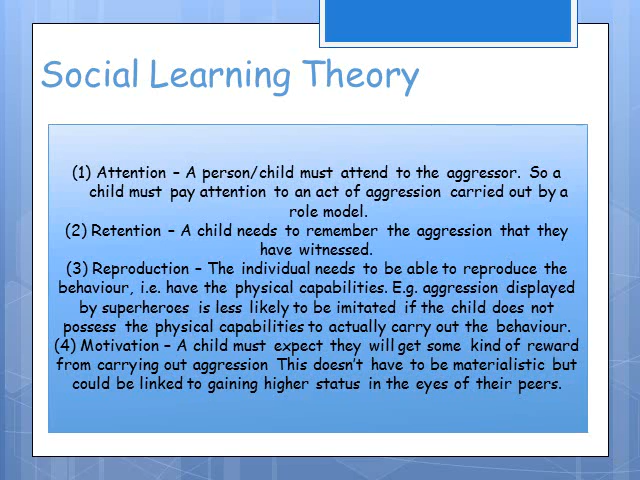 Social Learning Theory
(1) Attention – A person/child must attend to the aggressor. So a
child must pay attention to an act of aggression carried out by a
role model.
(2) Retention – A child needs to remember the aggression that they
have witnessed.
(3) Reproduction – The individual needs to be able to reproduce the
behaviour, i.e. have the physical capabilities. E.g. aggression displayed
by superheroes is less likely to be imitated if the child does not
possess the physical capabilities to actually carry out the behaviour.
(4) Motivation – A child must expect they will get some kind of reward
from carrying out aggression This doesn’t have to be materialistic but
could be linked to gaining higher status in the eyes of their peers.